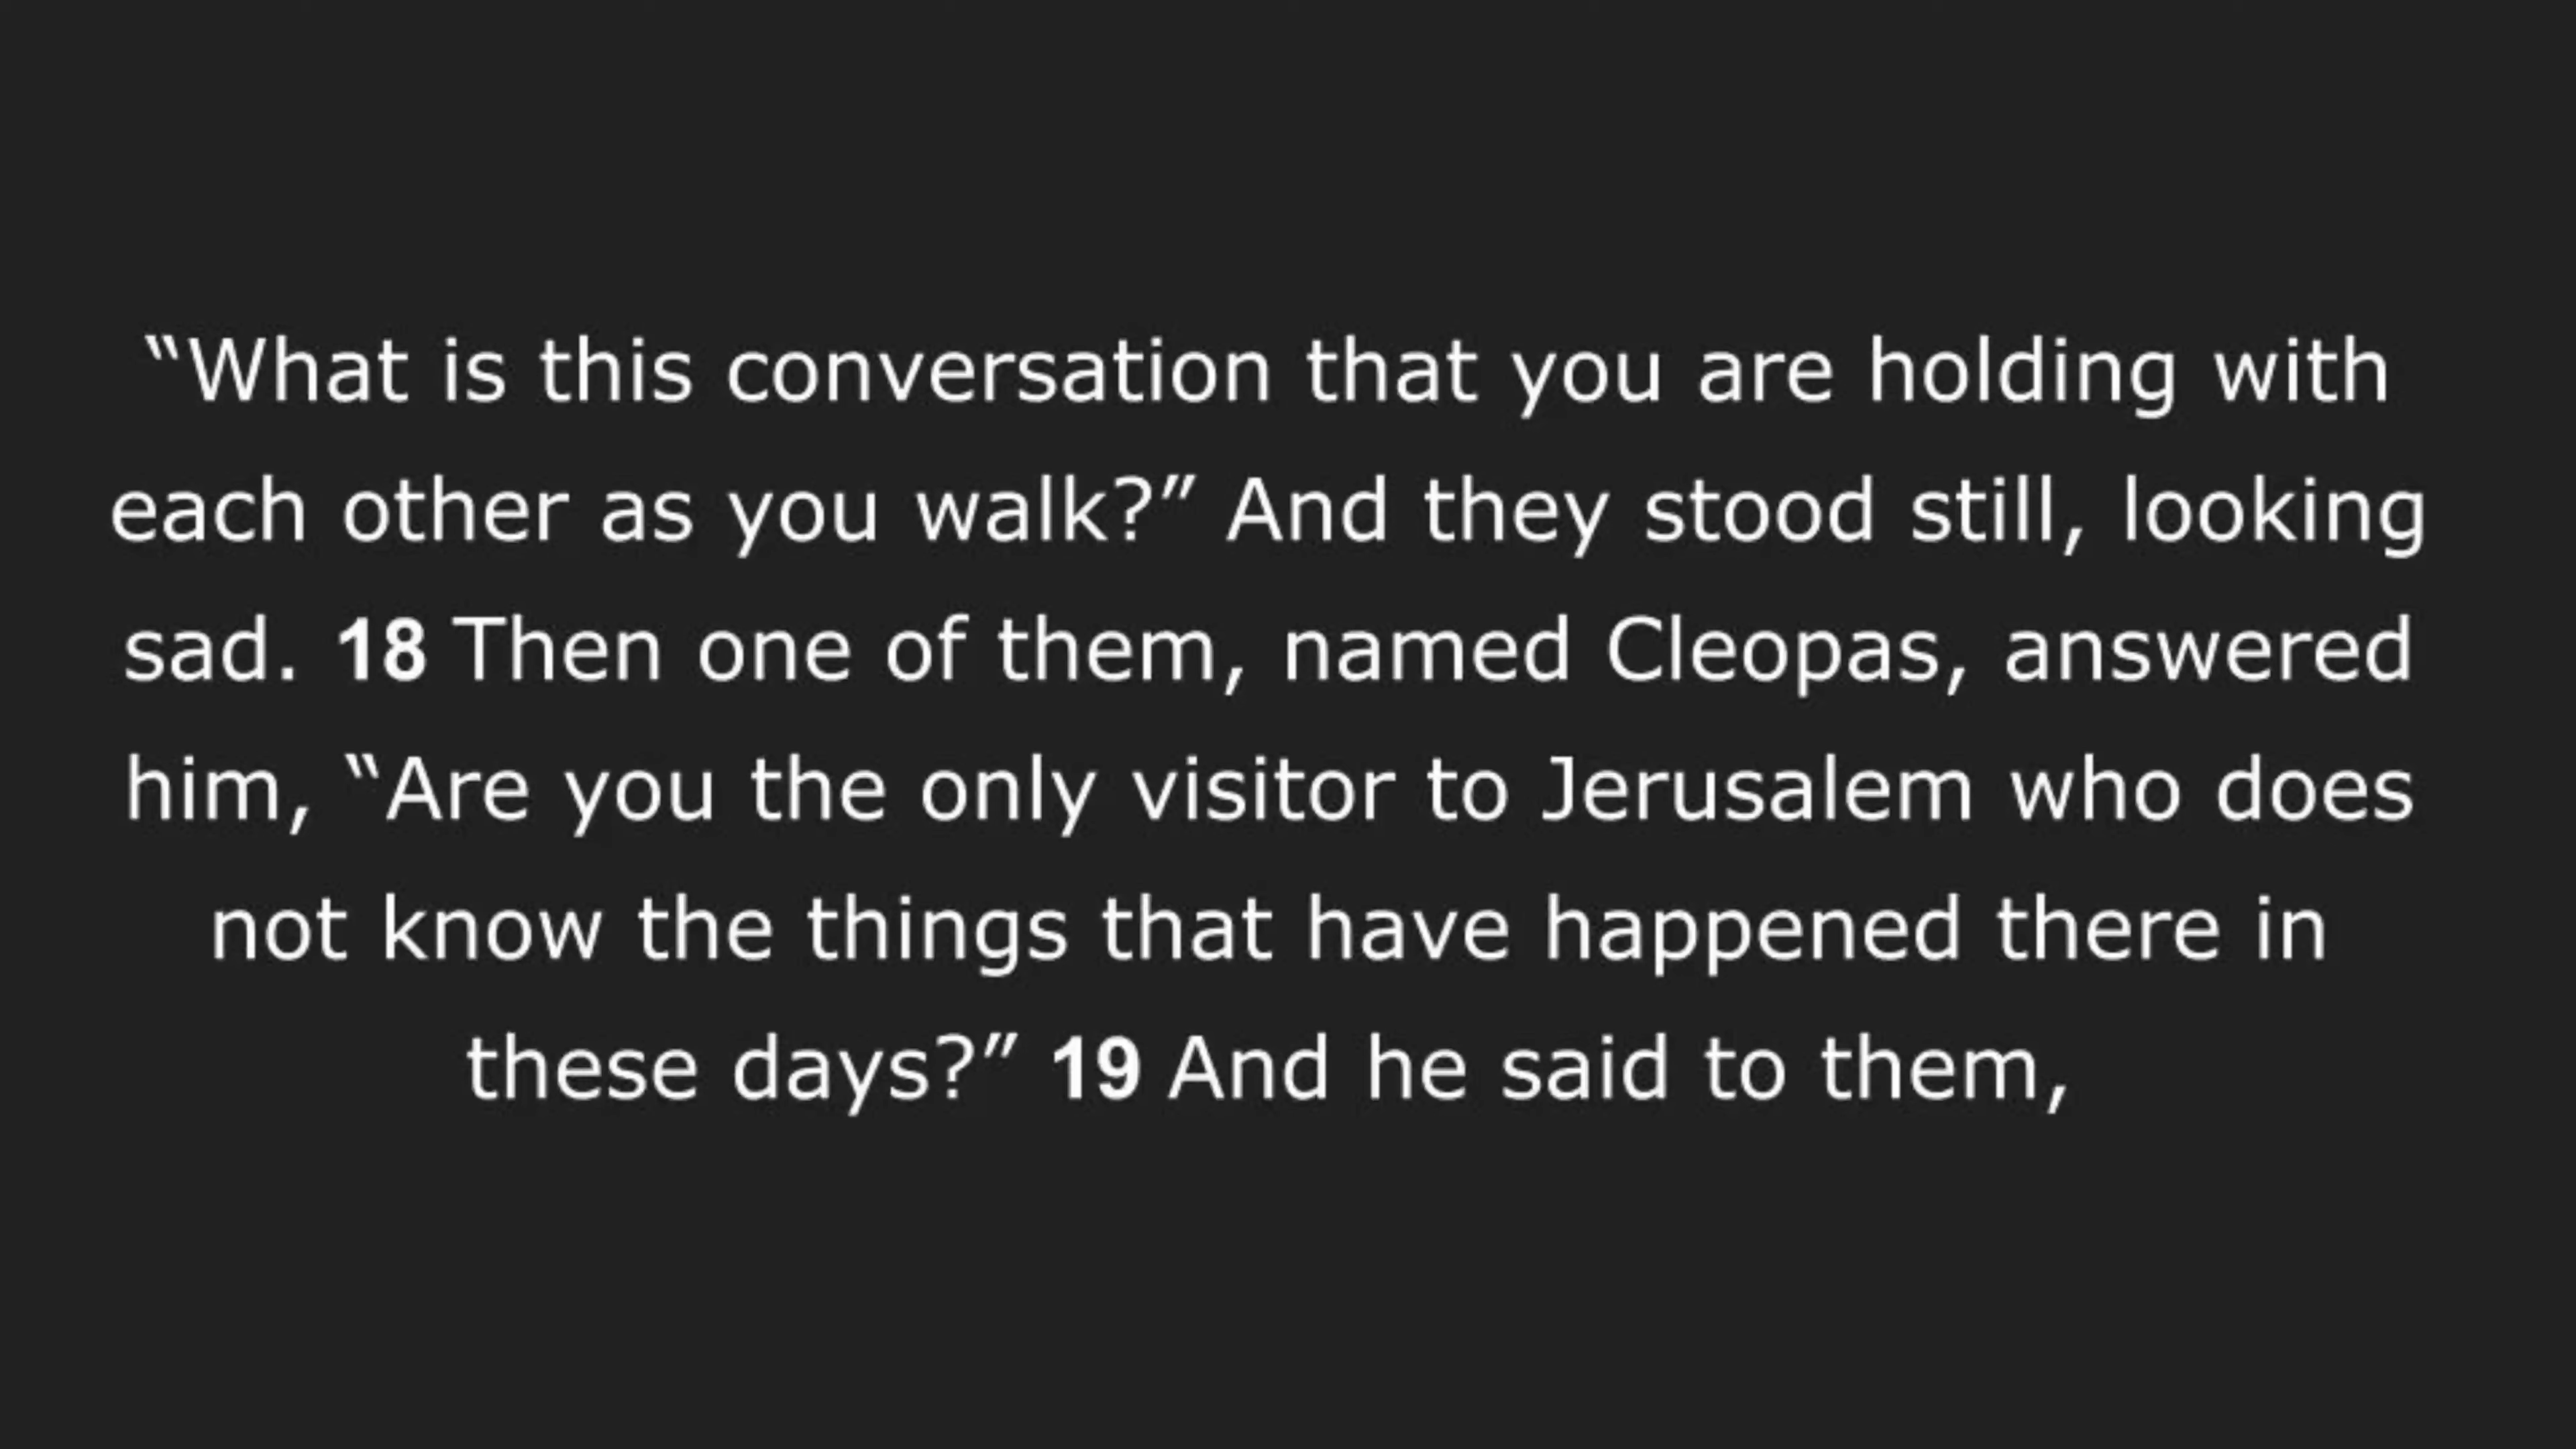 “What is this conversation that you are holding with
each other as you walk?” And they stood still, looking
sad. 18 Then one of them, named Cleopas, answered
him, “Are you the only visitor to Jerusalem who does
not know the things that have happened there in
these days?” 19 And he said to them,